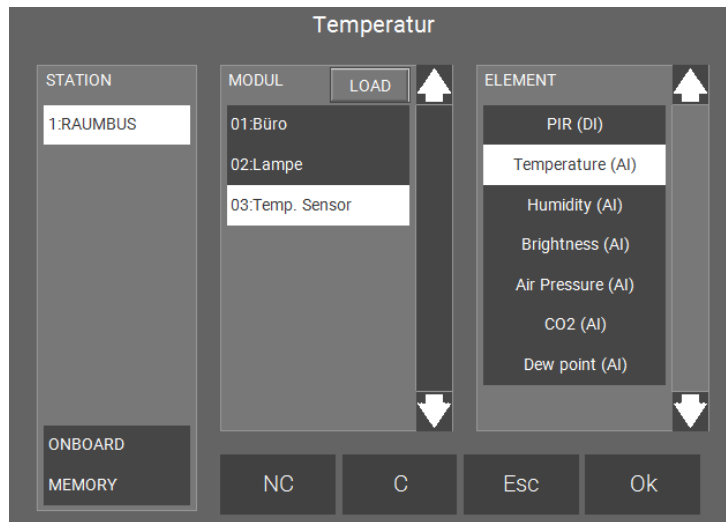 Temperatur
STATION
1:RAUMBUS
ONBOARD
MEMORY
MODUL
LOAD
01:Büro
02:Lampe
03:Temp. Sensor
ELEMENT
PIR (DI)
Temperature (AI)
Humidity (AI)
Brightness (AI)
Air Pressure (AI)
CO2 (AI)
Dew point (AI)
NC
C
Esc
Ok